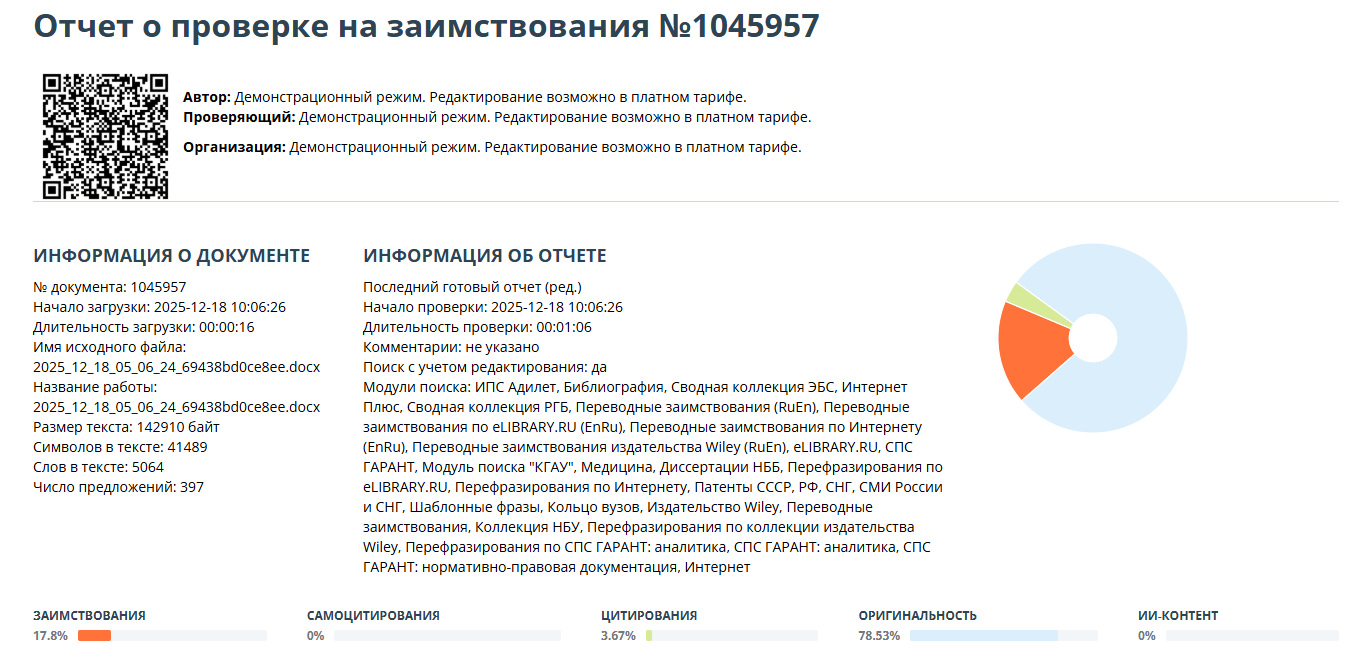 Отчет о проверке на заимствования №1045957
Автор: Демонстрационный режим. Редактирование возможно в платном тарифе.
Проверяющий: Демонстрационный режим. Редактирование возможно в платном тарифе.
Организация: Демонстрационный режим. Редактирование возможно в платном тарифе.
ИНФОРМАЦИЯ О ДОКУМЕНТЕ
№ документа: 1045957
Начало загрузки: 2025-12-18 10:06:26
Длительность загрузки: 00:00:16
Имя исходного файла:
2025_12_18_05_06_24_69438bd0ce8ee.docx
Название работы:
2025_12_18_05_06_24_69438bd0ce8ee.docx
Размер текста: 142910 байт
Символов в тексте: 41489
Слов в тексте: 5064
Число предложений: 397
ИНФОРМАЦИЯ ОБ ОТЧЕТЕ
Последний готовый отчет (ред.)
Начало проверки: 2025-12-18 10:06:26
Длительность проверки: 00:01:06
Комментарии: не указано
Поиск с учетом редактирования: да
Модули поиска: ИПС Адилет, Библиография, Сводная коллекция ЭБС, Интернет
Плюс, Сводная коллекция РГБ, Переводные заимствования (RuEn), Переводные
заимствования по eLIBRARY.RU (EnRu), Переводные заимствования по Интернету
(EnRu), Переводные заимствования издательства Wiley (RuEn), eLIBRARY.RU, СПС
ГАРАНТ, Модуль поиска "КГАУ", Медицина, Диссертации НББ, Перефразирования по
eLIBRARY.RU, Перефразирования по Интернету, Патенты СССР, РФ, СНГ, СМИ России
и СНГ, Шаблонные фразы, Кольцо вузов, Издательство Wiley, Переводные
заимствования, Коллекция НБУ, Перефразирования по коллекции издательства
Wiley, Перефразирования по СПС ГАРАНТ: аналитика, СПС ГАРАНТ: аналитика, СПС
ГАРАНТ: нормативно-правовая документация, Интернет
ЗАИМСТВОВАНИЯ
17.8%
САМОЦИТИРОВАНИЯ
0%
ЦИТИРОВАНИЯ
3.67%
ОРИГИНАЛЬНОСТЬ
78.53%
ИИ-КОНТЕНТ
0%